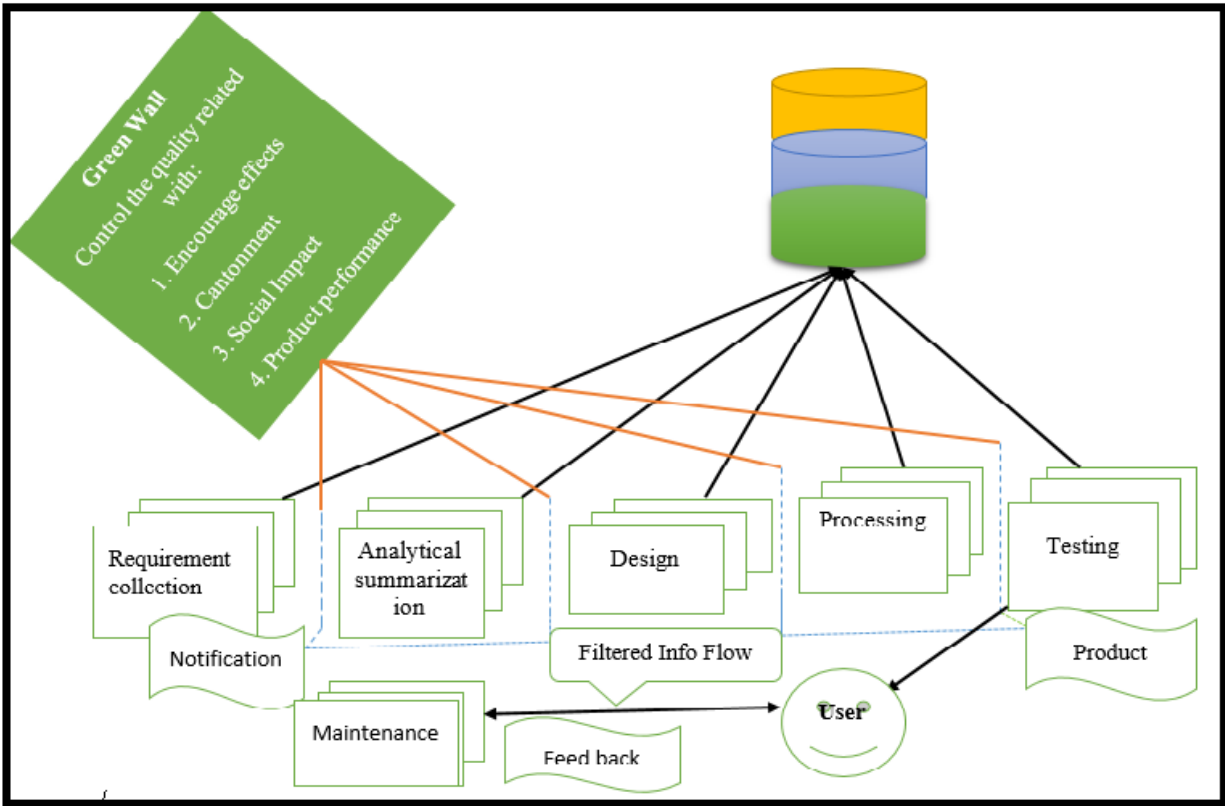 Green Wall
Control the quality related
with:
1. Encourage effects
2. Cantonment
3. Social Impact
4. Product performance
Requirement
collection
Analytical
summarizat
ion
Design
Processing
Testing
Notification
Filtered Info Flow
Product
Maintenance
Feed back
User